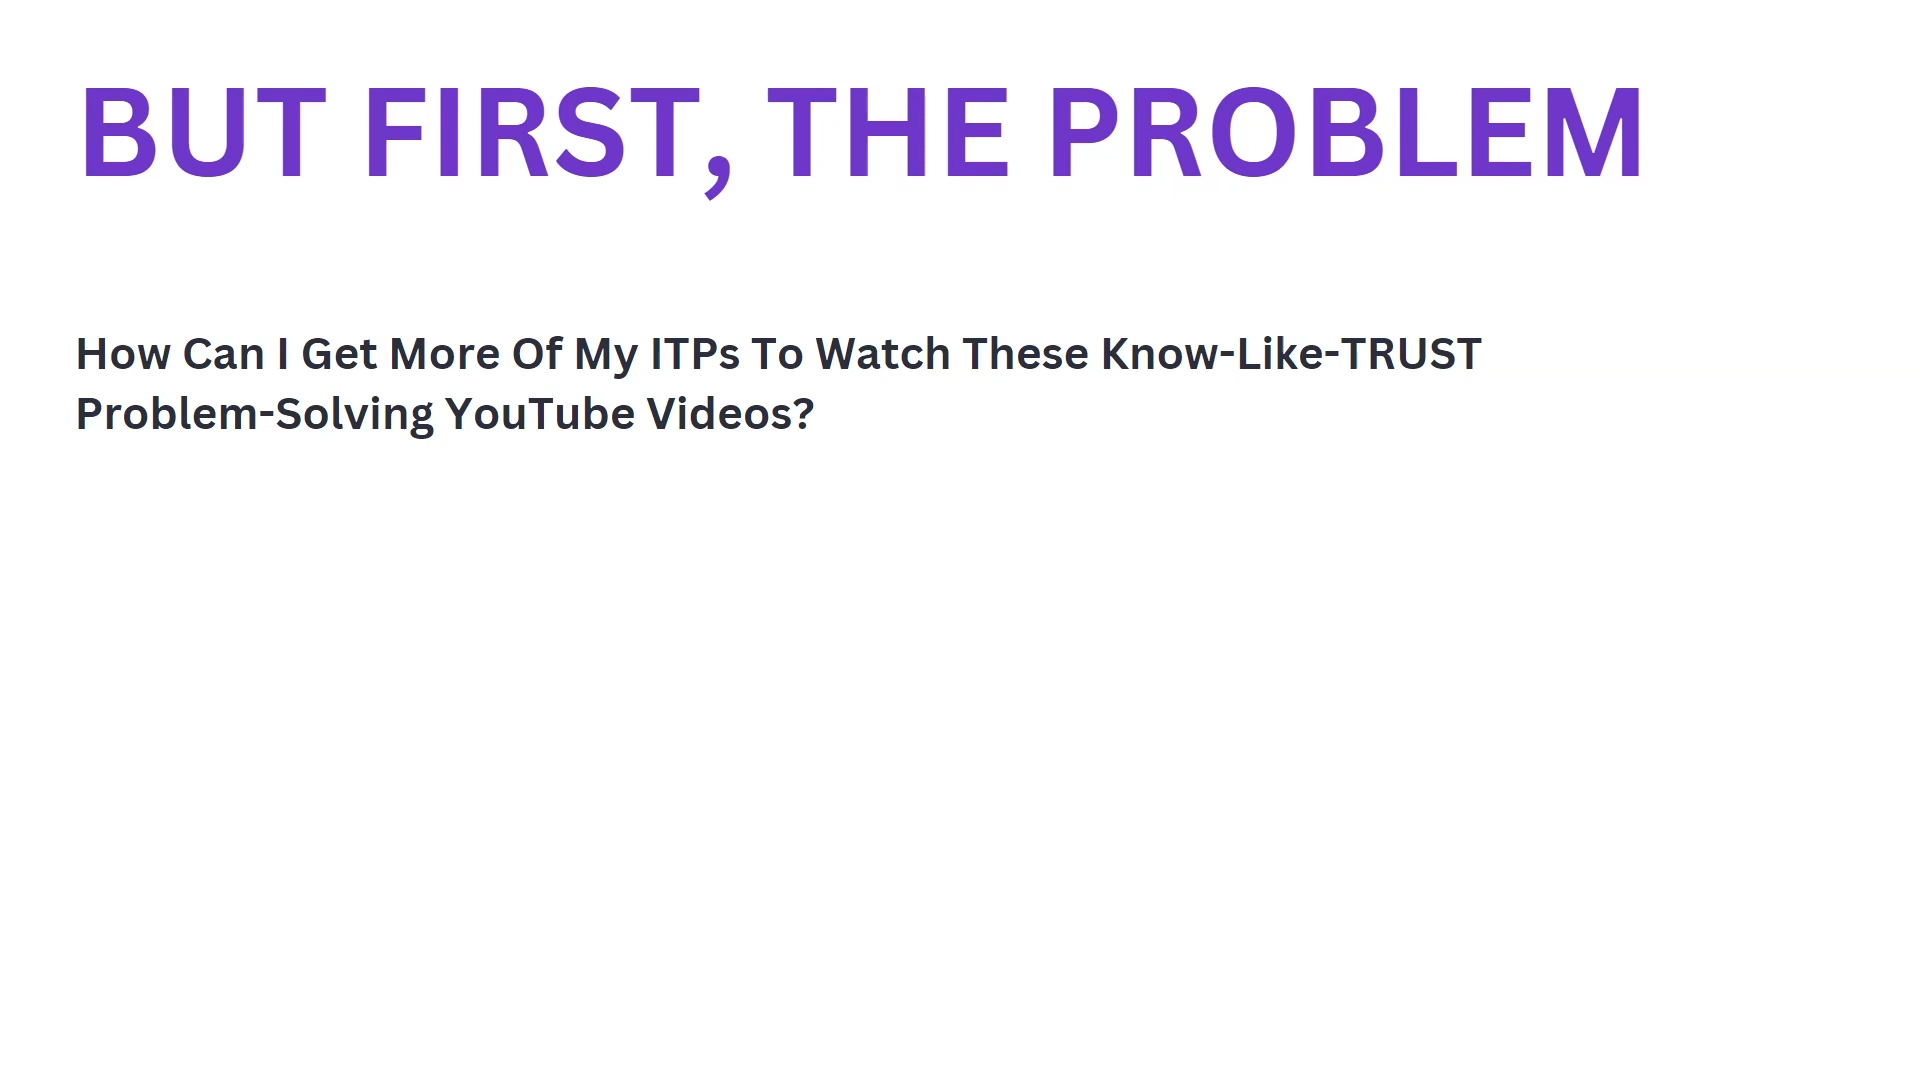 BUT FIRST, THE PROBLEM
How Can I Get More Of My ITPs To Watch These Know-Like-TRUST
Problem-Solving YouTube Videos?